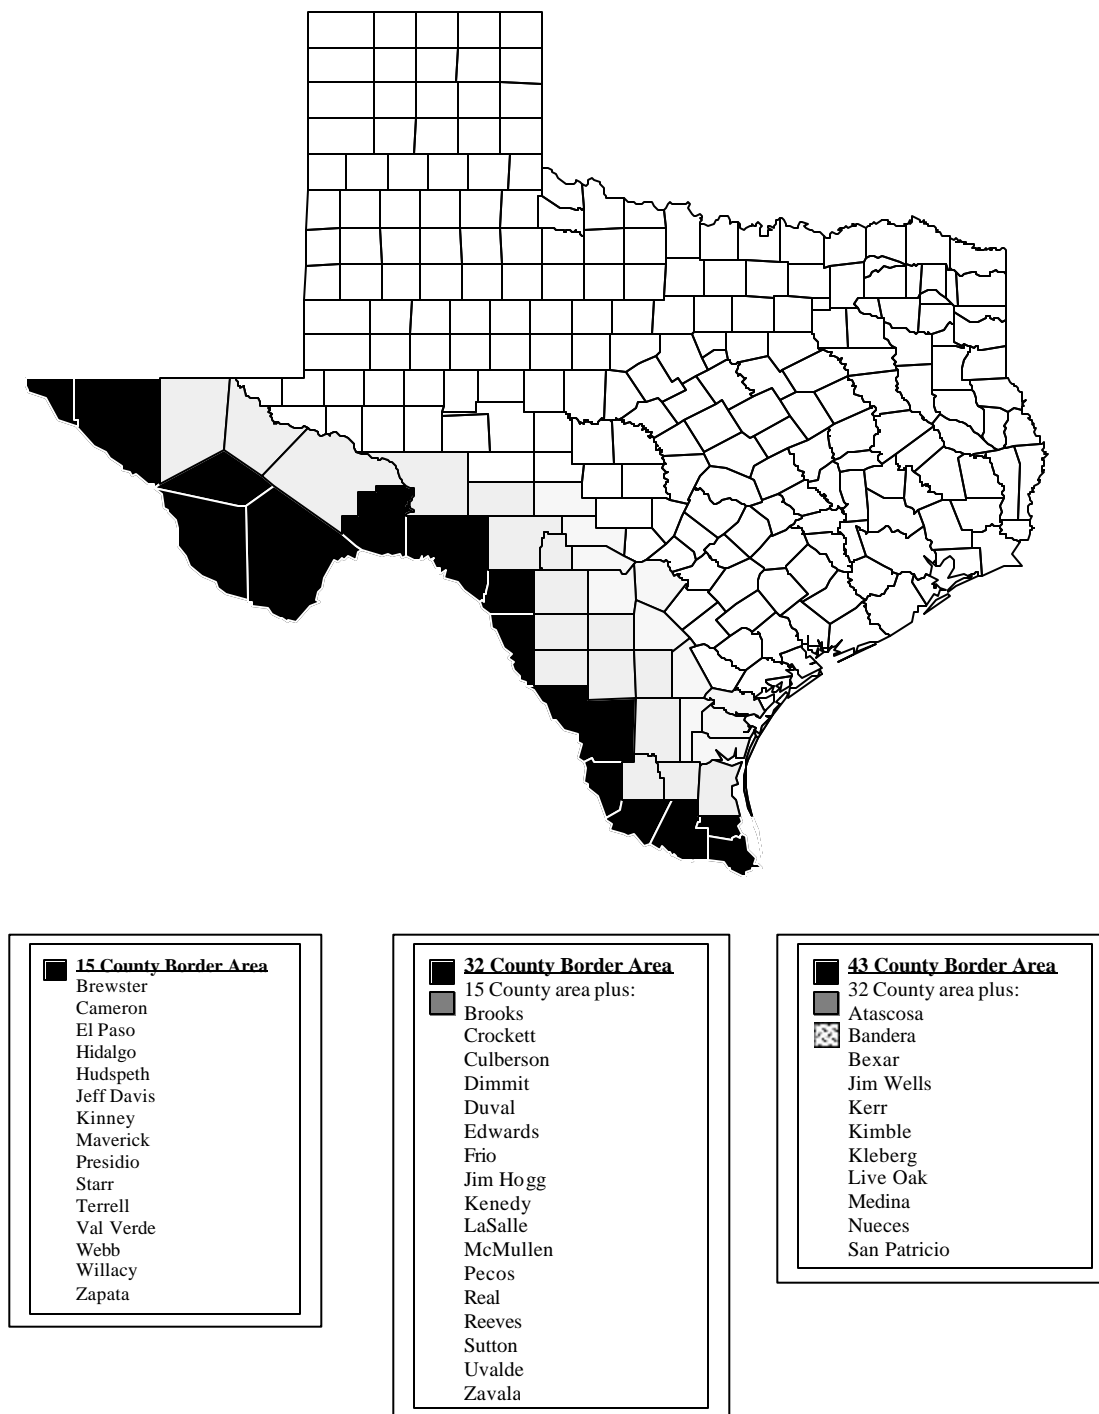 15 County Border Area
Brewster
Cameron
El Paso
Hidalgo
Hudspeth
Jeff Davis
Kinney
Maverick
Presidio
Starr
Terrell
Val Verde
Webb
Willacy
Zapata
32 County Border Area
15 County area plus:
Brooks
Crockett
Culberson
Dimmit
Duval
Edwards
Frio
Jim Hogg
Kenedy
LaSalle
McMullen
Pecos
Real
Reeves
Sutton
Uvalde
Zavala
43 County Border Area
32 County area plus:
Atascosa
Bandera
Bexar
Jim Wells
Kerr
Kimble
Kleberg
Live Oak
Medina
Nueces
San Patricio